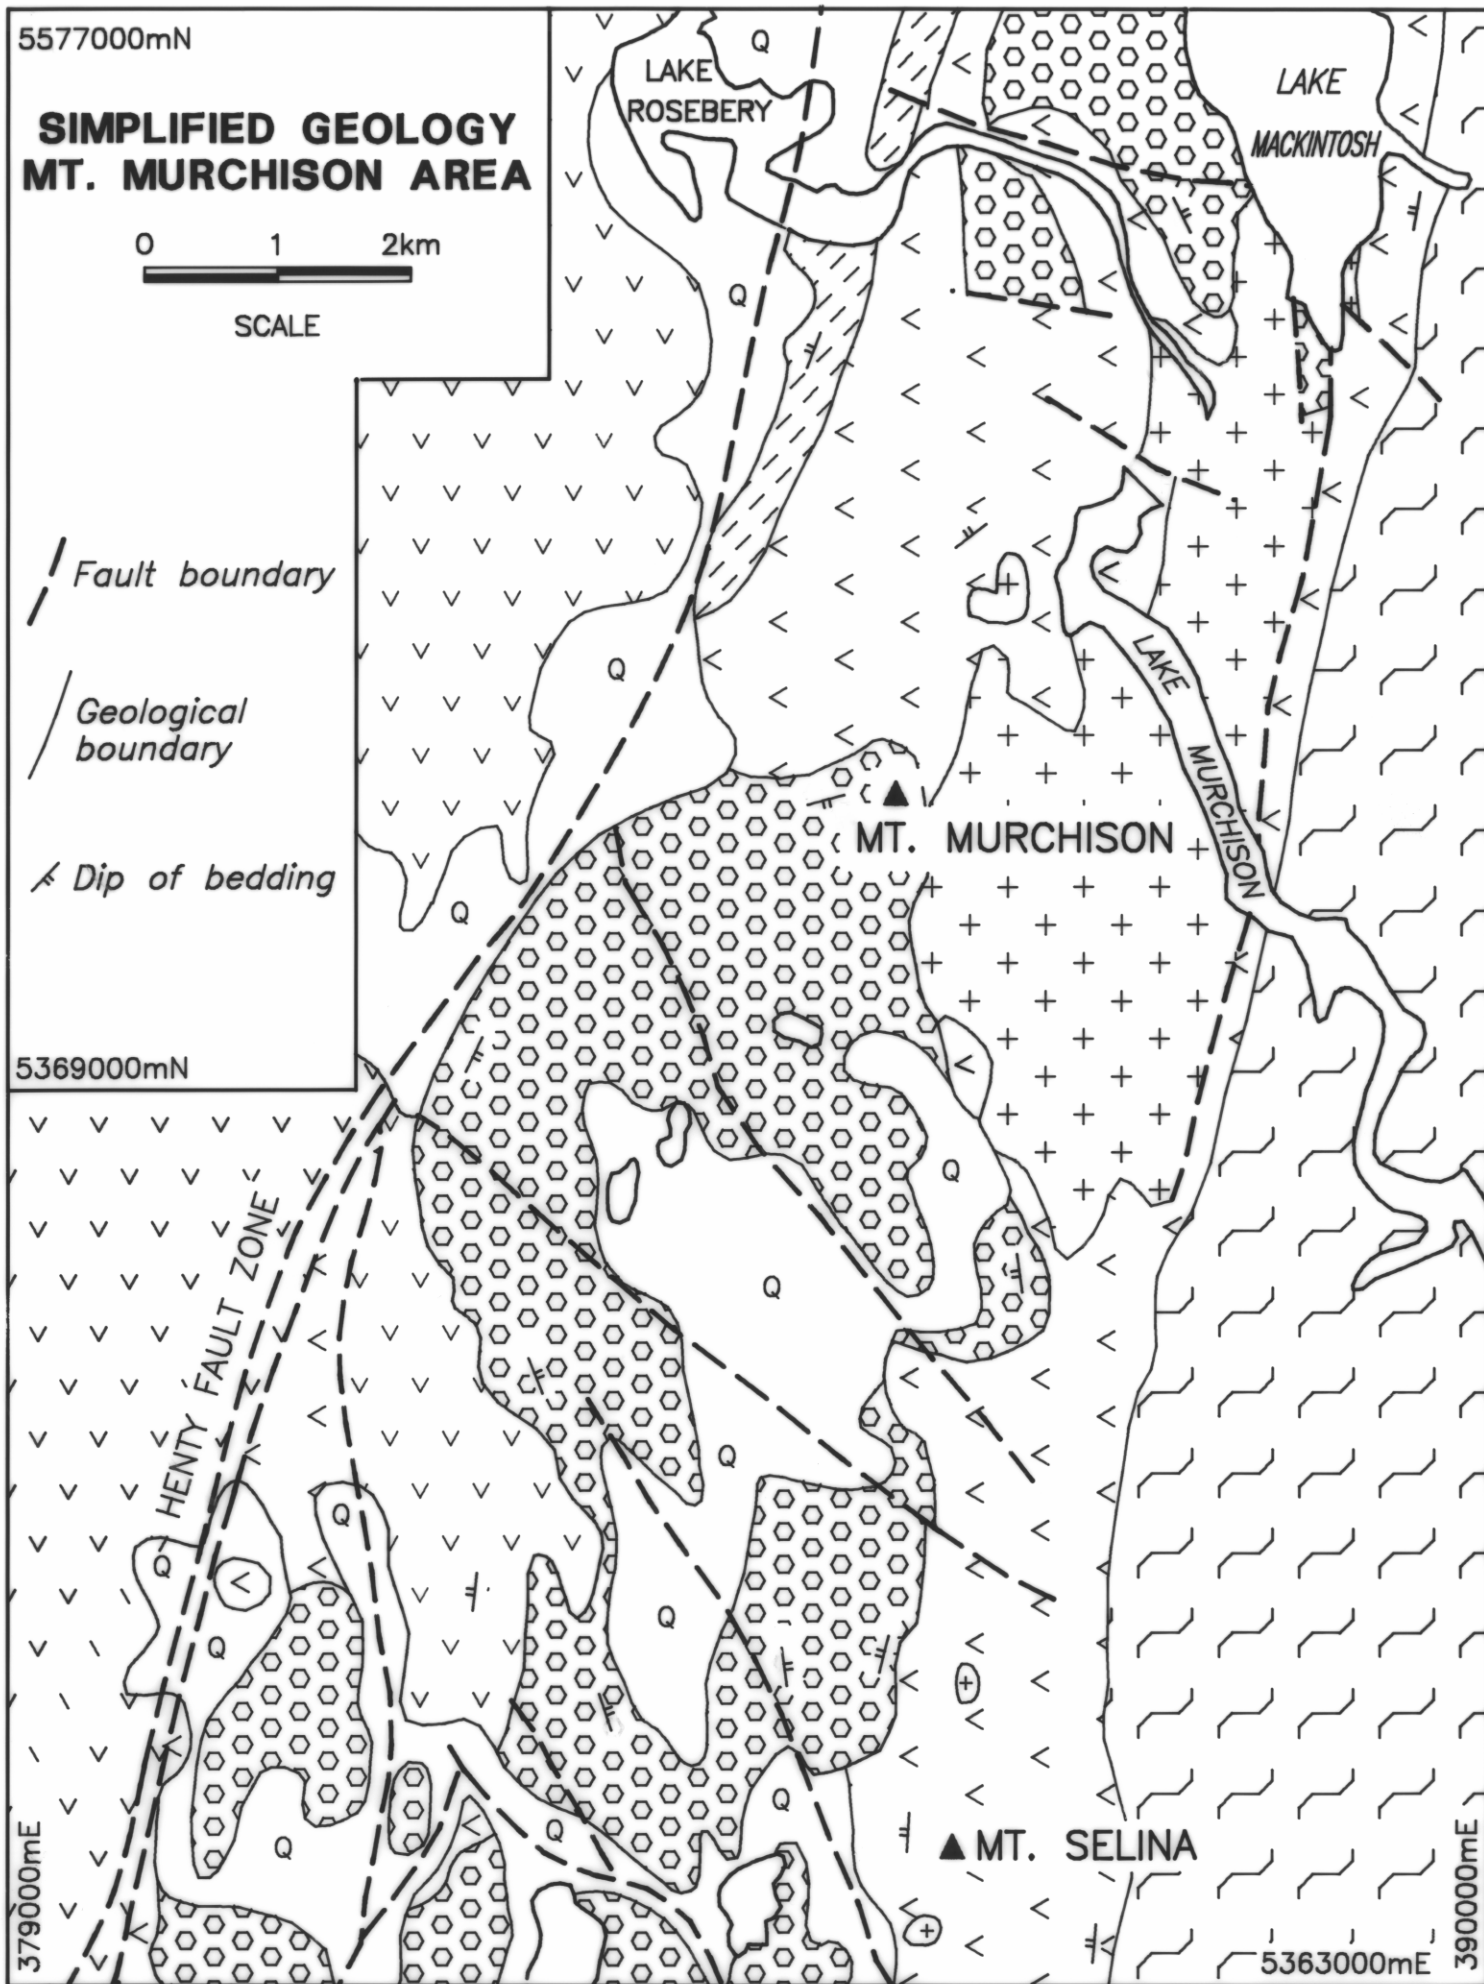 5577000mN
SIMPLIFIED GEOLOGY
MT. MURCHISON AREA
0 1 2km
SCALE
Fault boundary
Geological
boundary
Dip of bedding
5369000mN
Q
LAKE
ROSEBERY
LAKE
MACKINTOSH
Q
Q
LAKE
MURCHISON
MT. MURCHISON
Q
Q
HENTY FAULT ZONE
Q
Q
Q
Q
Q
Q
Q
Q
Q
Q
MT. SELINA
379000mE
5363000mE
390000mE